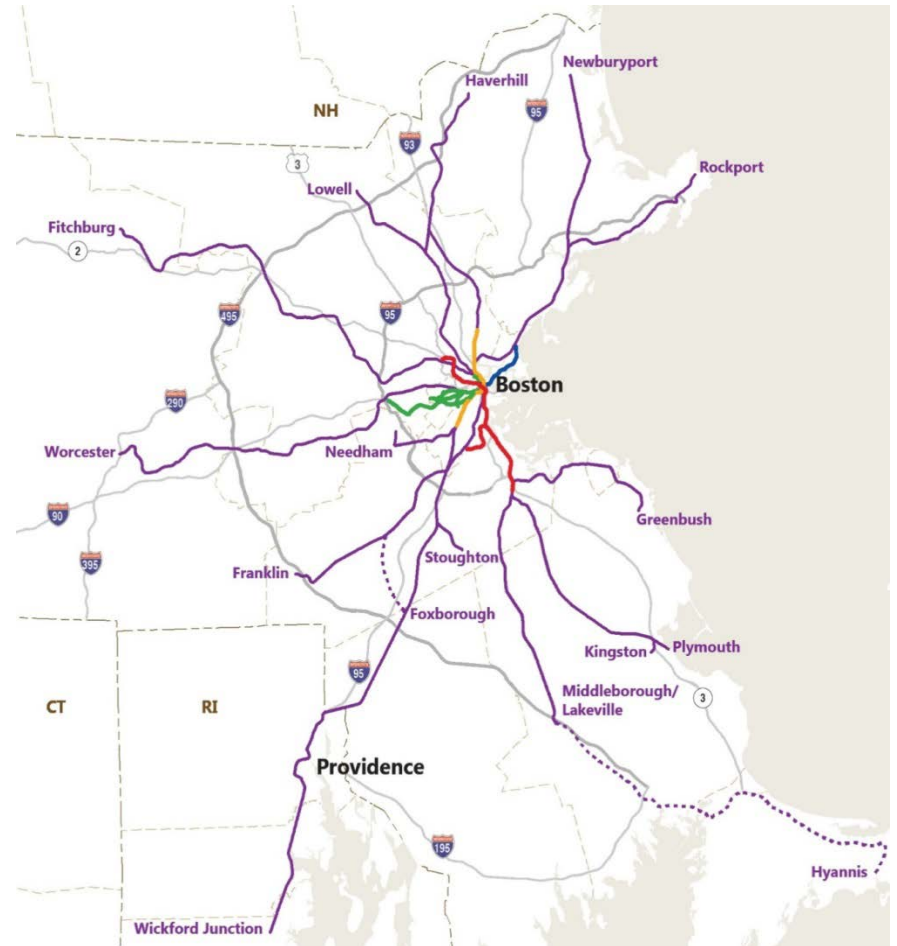 Newburyport
Haverhill
NH
95
93
3
Rockport
Lowell
Fitchburg
2
495
95
Boston
290
Worcester
Needham
90
Greenbush
395
Stoughton
Franklin
Foxborough
Kingston
Plymouth
95
Middleborough/
Lakeville
3
CT
RI
Providence
195
Hyannis
Wickford Junction